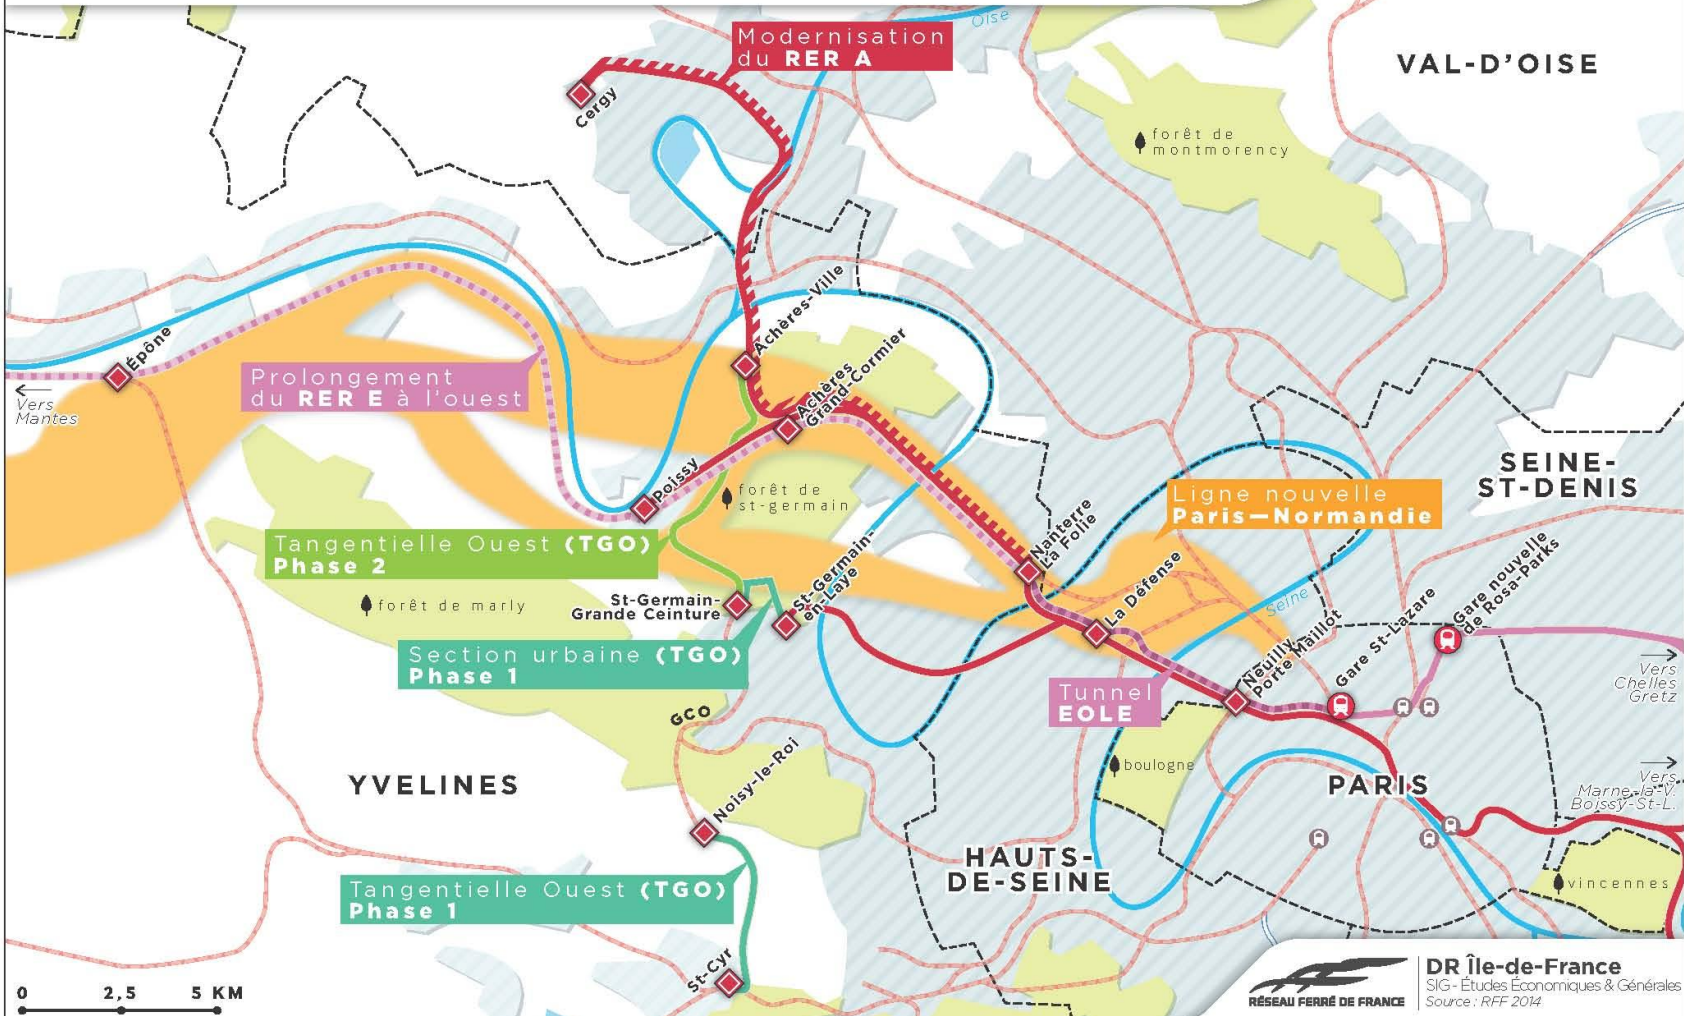 Oise
Modernisation
du RER A
VAL-D'OISE
Cergy
forêt de
montmorency
Achères-Ville
Épône
Achères
Grand-Cormier
Prolongement
du RER E à l'ouest
Vers
Mantes
SEINE-
ST-DENIS
Poissy
forêt de
st-germain
Ligne nouvelle
Paris—Normandie
Nanterre
La Folie
Tangentielle Ouest (TGO)
Phase 2
St-Germain-
en-Laye
La Défense
Gare nouvelle
de Rosa-Parks
forêt de marly
St-Germain-
Grande Ceinture
Seine
Neuilly-
Porte Maillot
Gare St-Lazare
Section urbaine (TGO)
Phase 1
Vers
Chelles
Gretz
Tunnel
EOLE
GCO
Noisy-le-Roi
boulogne
YVELINES
PARIS
Vers
Marne-la-V.
Boissy-St-L.
HAUTS-
DE-SEINE
Tangentielle Ouest (TGO)
Phase 1
vincennes
St-Cyr
0 2,5 5 KM
RÉSEAU FERRÉ DE FRANCE
DR Île-de-France
SIG - Études Économiques & Générales
Source : RFF 2014